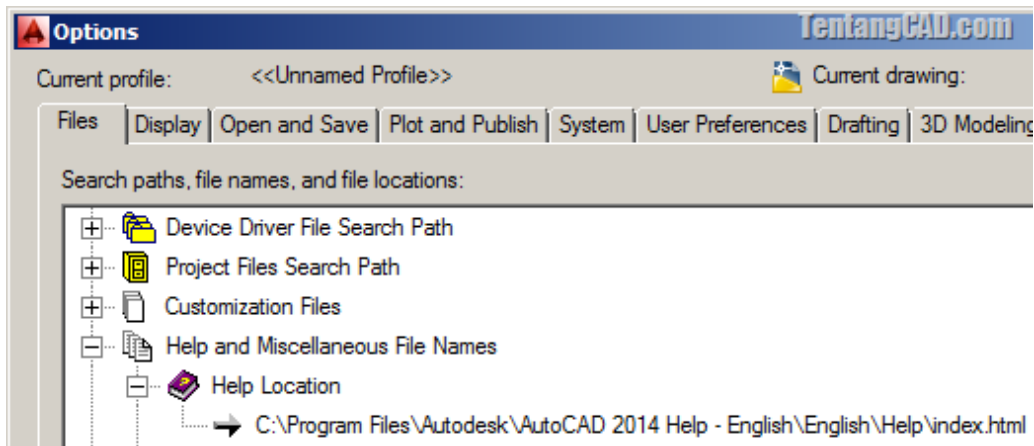 Options
TentangCAD.com
Current profile: <<Unnamed Profile>> Current drawing:
Files Display Open and Save Plot and Publish System User Preferences Drafting 3D Modeling
Search paths, file names, and file locations:
Device Driver File Search Path
Project Files Search Path
Customization Files
Help and Miscellaneous File Names
Help Location
C:\Program Files\Autodesk\AutoCAD 2014 Help - English\English\Help\index.html